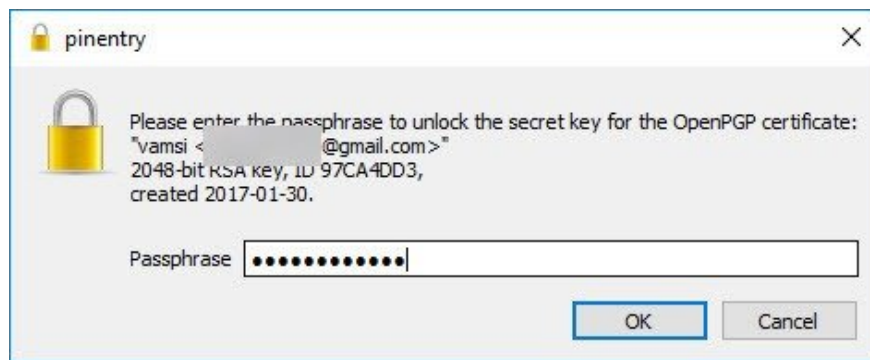 pinentry
Please enter the passphrase to unlock the secret key for the OpenPGP certificate:
"vamsi < @gmail.com>"
2048-bit RSA key, ID 97CA4DD3,
created 2017-01-30.
Passphrase ●●●●●●●●●●●●
OK Cancel